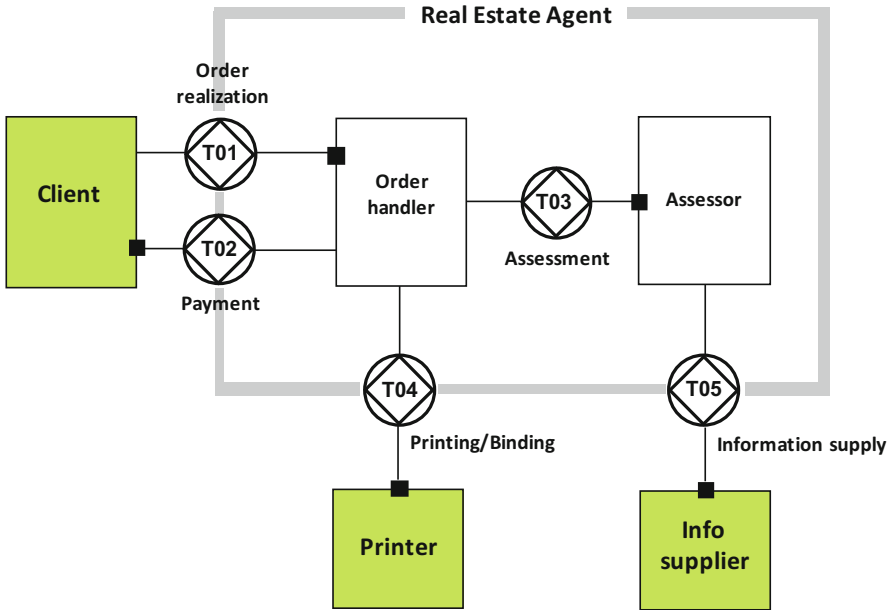 Real Estate Agent
Order
realization
T01
Client
Order
handler
T03
Assessor
T02
Assessment
Payment
T04
T05
Printing/Binding
Information supply
Printer
Info
supplier